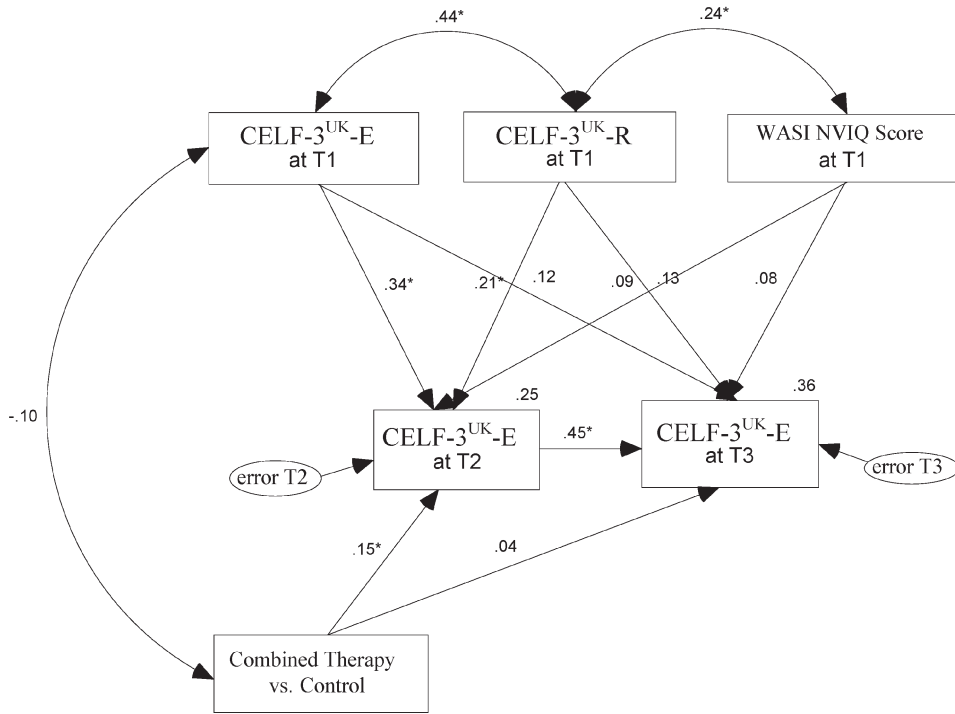 .44*
.24*
CELF-3UK-E
at T1
CELF-3UK-R
at T1
WASI NVIQ Score
at T1
.34*
.21*
.12
.09
.13
.08
-.10
.25
.36
CELF-3UK-E
at T2
.45*
CELF-3UK-E
at T3
error T2
error T3
.15*
.04
Combined Therapy
vs. Control